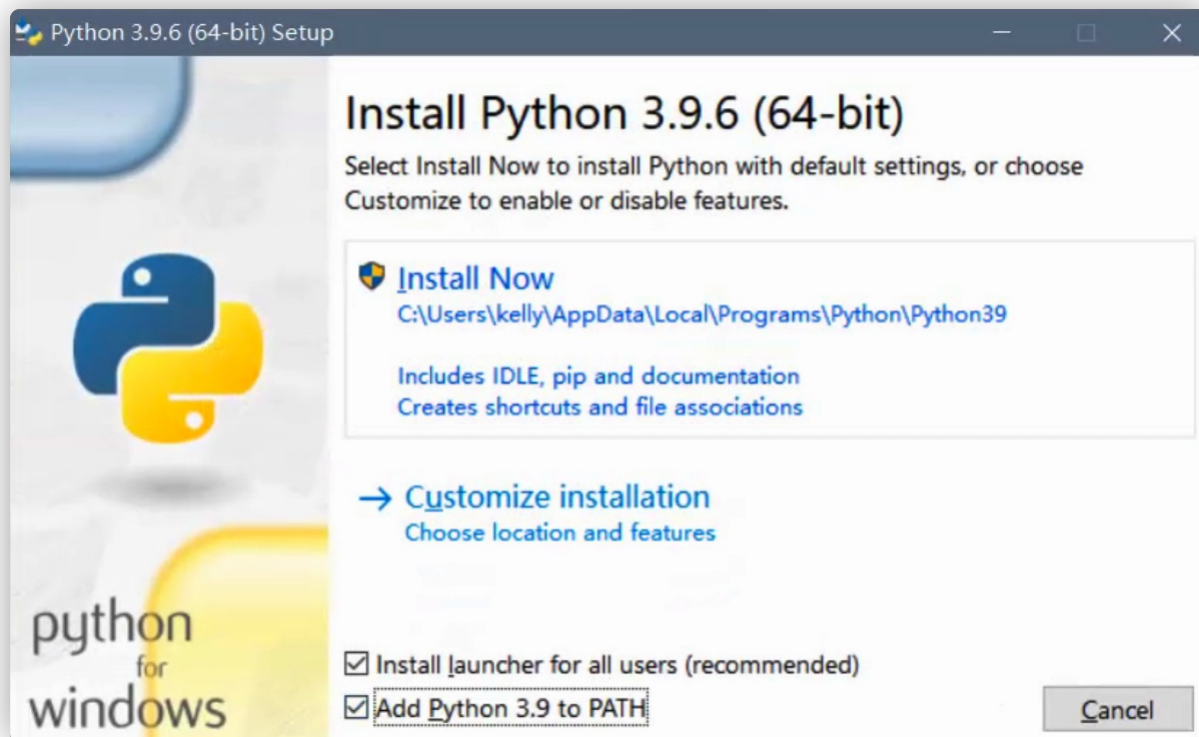 Python 3.9.6 (64-bit) Setup
Install Python 3.9.6 (64-bit)
Select Install Now to install Python with default settings, or choose
Customize to enable or disable features.
Install Now
C:\Users\kelly\AppData\Local\Programs\Python\Python39
Includes IDLE, pip and documentation
Creates shortcuts and file associations
Customize installation
Choose location and features
python
for
windows
Install launcher for all users (recommended)
Add Python 3.9 to PATH
Cancel